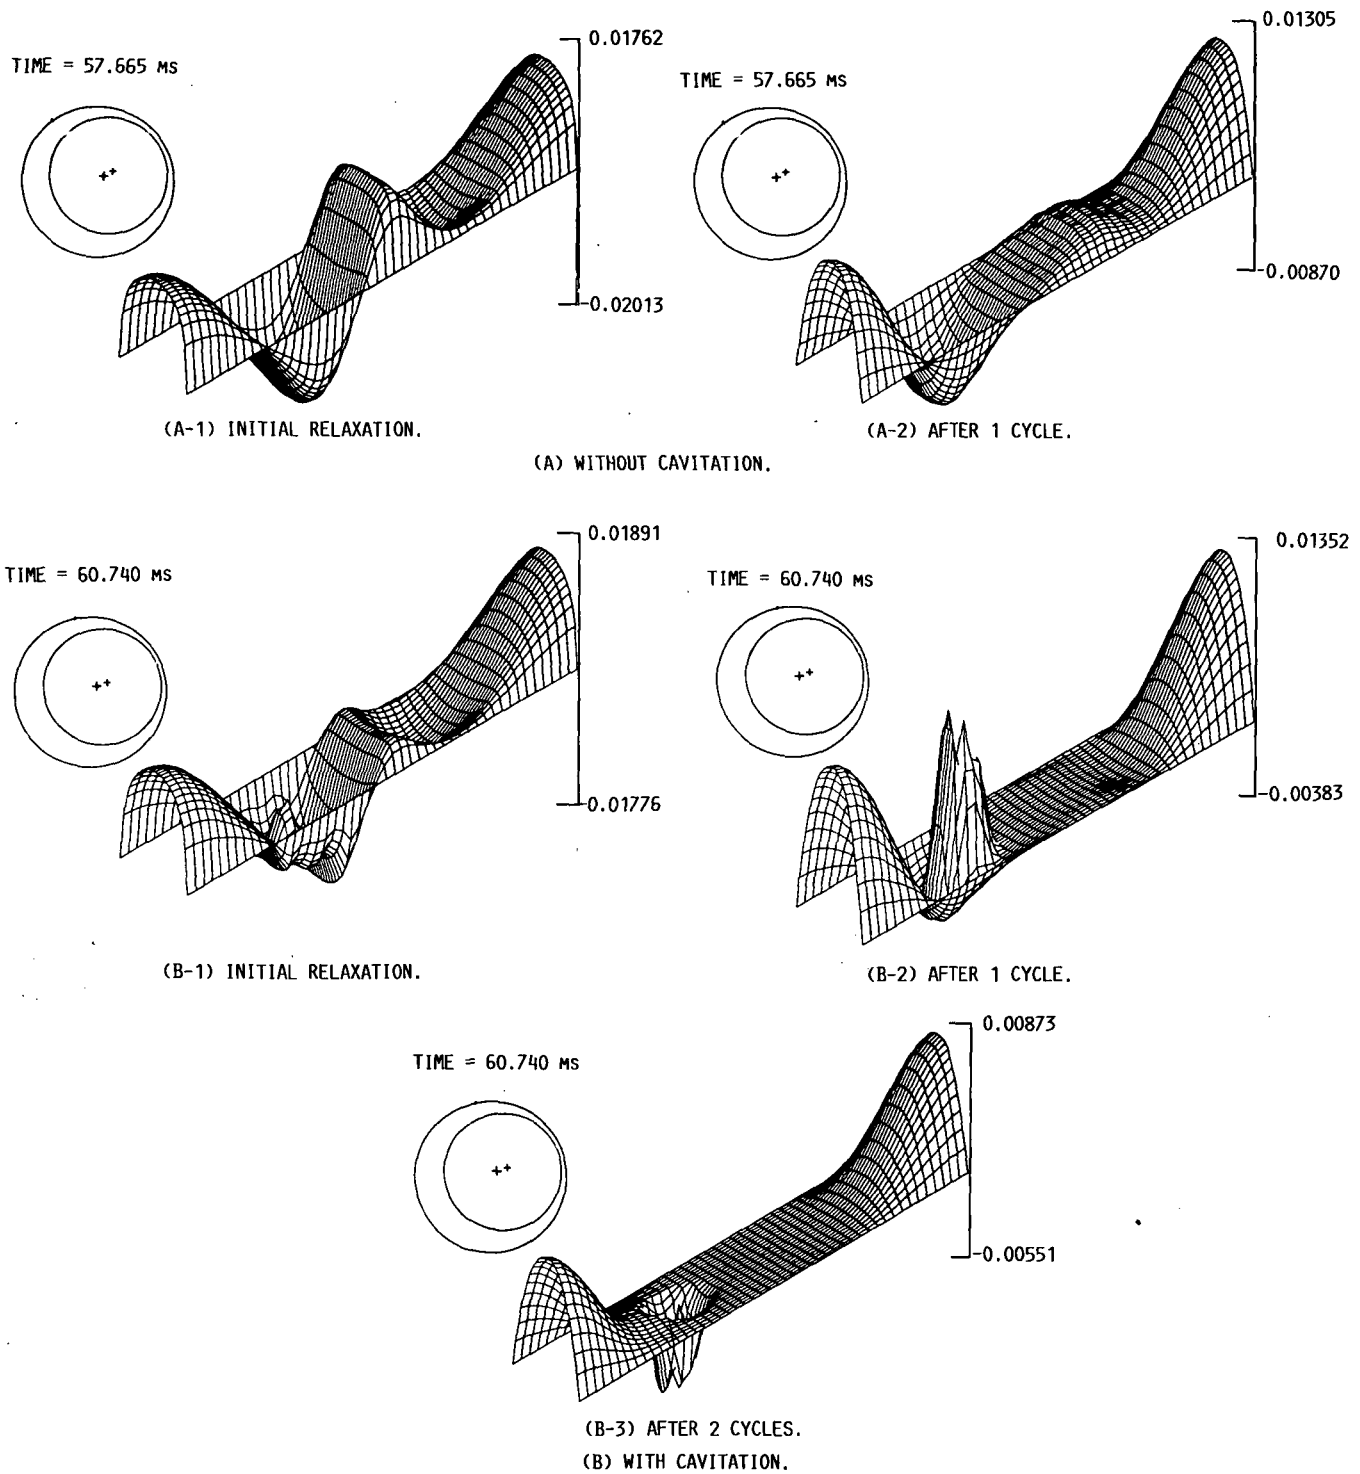 0.01762
TIME = 57.665 MS
-0.02013
(A-1) INITIAL RELAXATION.
0.01305
TIME = 57.665 MS
-0.00870
(A-2) AFTER 1 CYCLE.
(A) WITHOUT CAVITATION.
0.01891
TIME = 60.740 MS
-0.01776
(B-1) INITIAL RELAXATION.
0.01352
TIME = 60.740 MS
-0.00383
(B-2) AFTER 1 CYCLE.
0.00873
TIME = 60.740 MS
-0.00551
(B-3) AFTER 2 CYCLES.
(B) WITH CAVITATION.